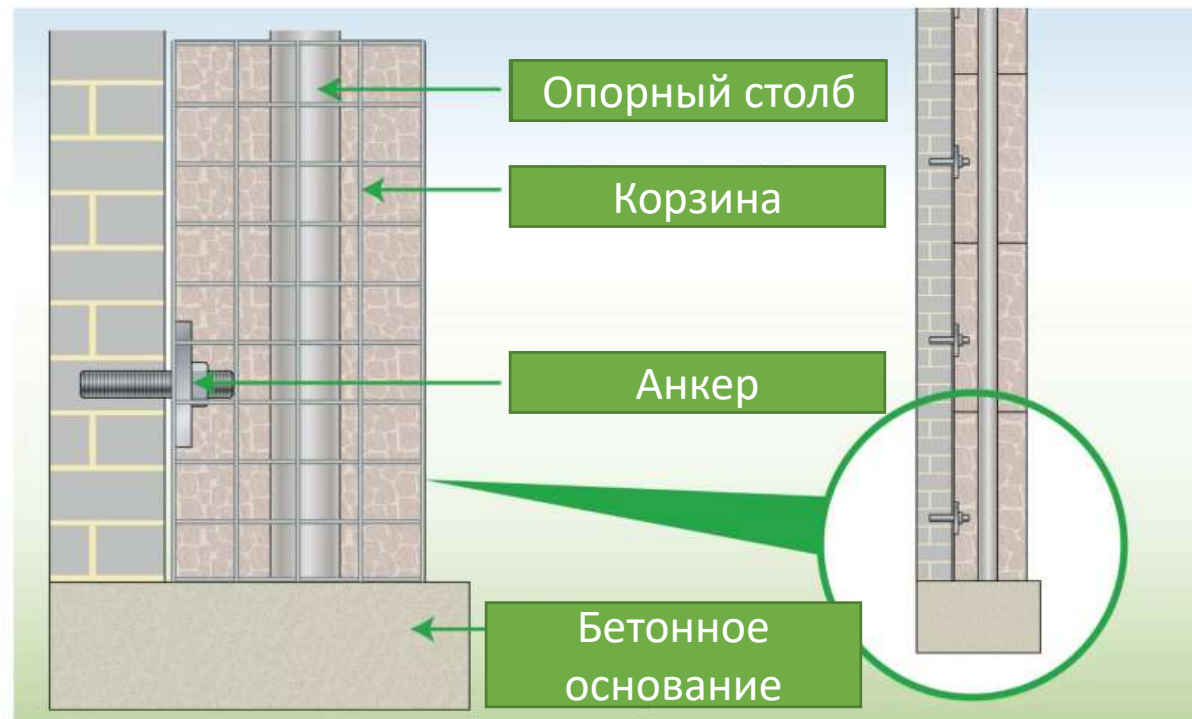 Опорный столб
Корзина
Анкер
Бетонное
основание